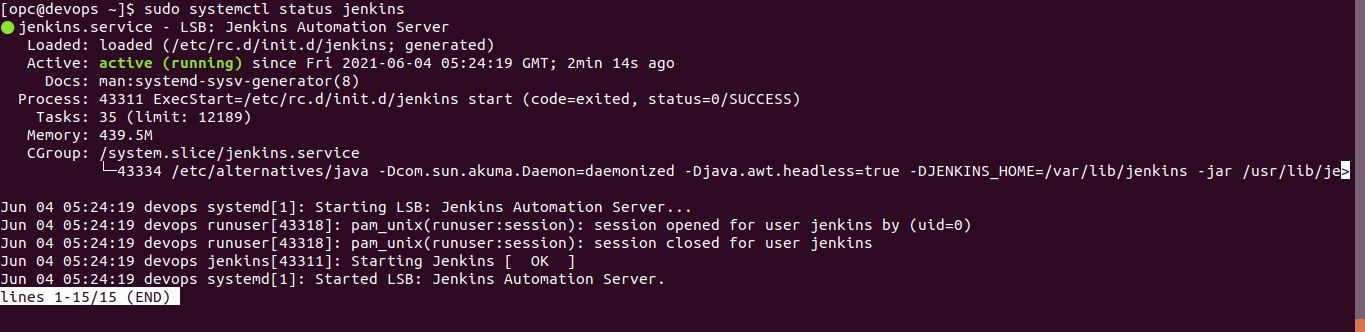 [opc@devops ~]$ sudo systemctl status jenkins
● jenkins.service - LSB: Jenkins Automation Server
   Loaded: loaded (/etc/rc.d/init.d/jenkins; generated)
   Active: active (running) since Fri 2021-06-04 05:24:19 GMT; 2min 14s ago
     Docs: man:systemd-sysv-generator(8)
  Process: 43311 ExecStart=/etc/rc.d/init.d/jenkins start (code=exited, status=0/SUCCESS)
    Tasks: 35 (limit: 12189)
   Memory: 439.5M
   CGroup: /system.slice/jenkins.service
           └─43334 /etc/alternatives/java -Dcom.sun.akuma.Daemon=daemonized -Djava.awt.headless=true -DJENKINS_HOME=/var/lib/jenkins -jar /usr/lib/je>
Jun 04 05:24:19 devops systemd[1]: Starting LSB: Jenkins Automation Server...
Jun 04 05:24:19 devops runuser[43318]: pam_unix(runuser:session): session opened for user jenkins by (uid=0)
Jun 04 05:24:19 devops runuser[43318]: pam_unix(runuser:session): session closed for user jenkins
Jun 04 05:24:19 devops jenkins[43311]: Starting Jenkins [  OK  ]
Jun 04 05:24:19 devops systemd[1]: Started LSB: Jenkins Automation Server.
lines 1-15/15 (END)